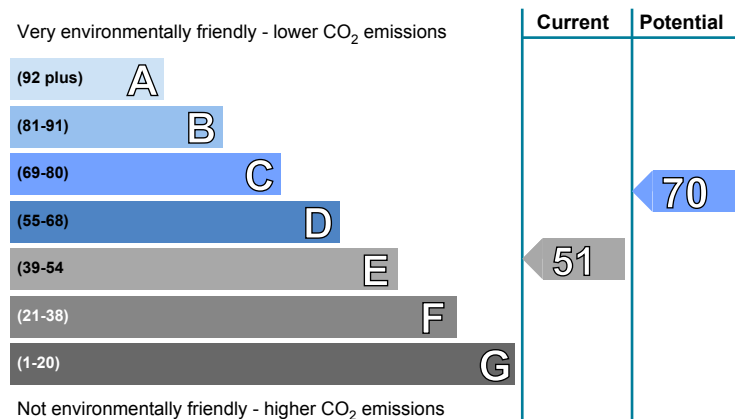 Very environmentally friendly - lower CO₂ emissions
Current
Potential
(92 plus) A
(81-91) B
(69-80) C
70
(55-68) D
(39-54 E
51
(21-38) F
(1-20) G
Not environmentally friendly - higher CO₂ emissions